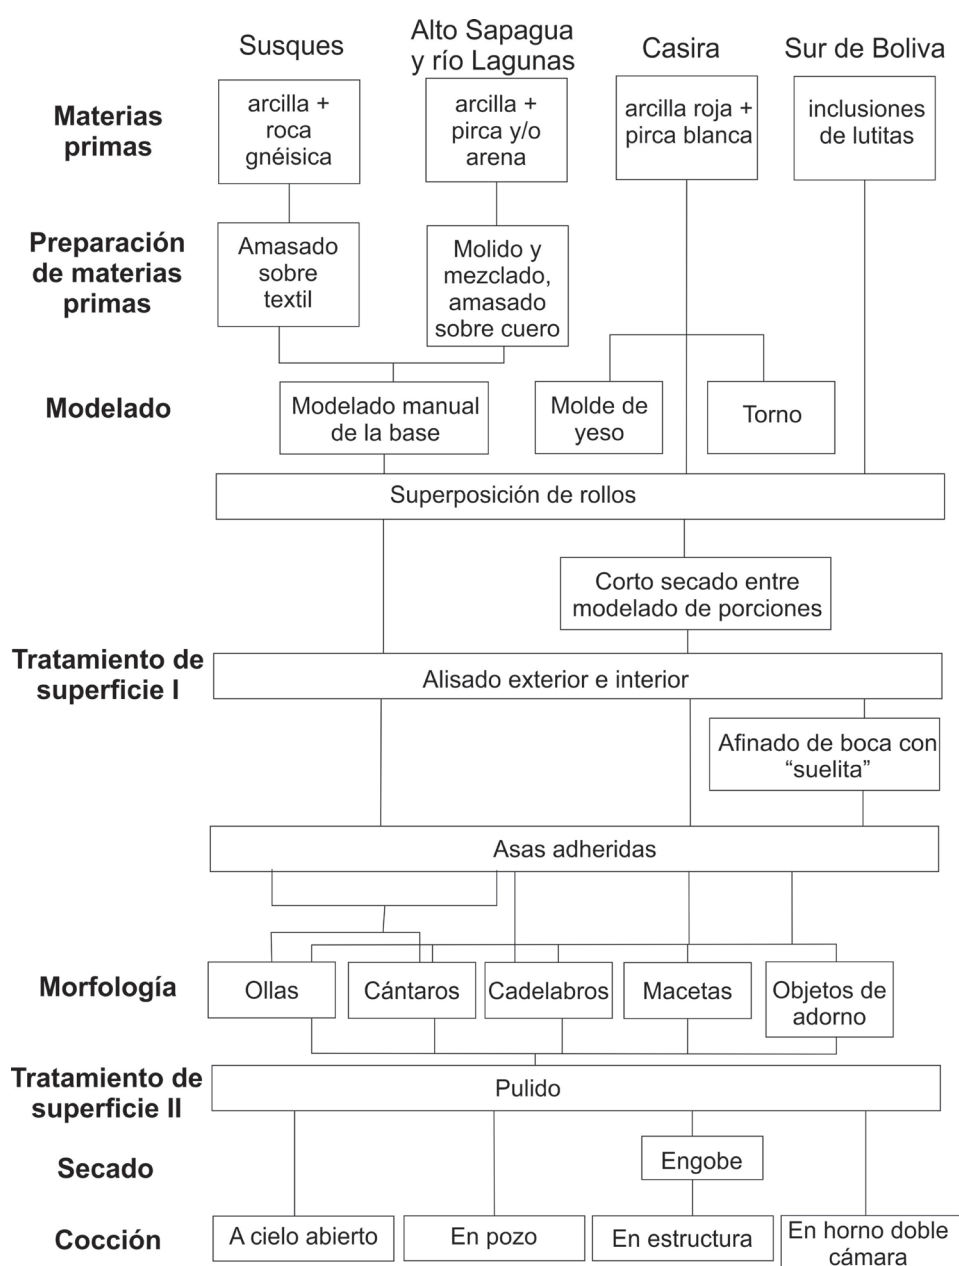 Susques
Alto Sapagua
y río Lagunas
Casira
Sur de Boliva
Materias
primas
arcilla +
roca
gnéisica
arcilla +
pirca y/o
arena
arcilla roja +
pirca blanca
inclusiones
de lutitas
Preparación
de materias
primas
Amasado
sobre
textil
Molido y
mezclado,
amasado
sobre cuero
Modelado
Modelado manual
de la base
Molde de
yeso
Torno
Superposición de rollos
Corto secado entre
modelado de porciones
Tratamiento de
superficie I
Alisado exterior e interior
Afinado de boca con
“suelita”
Asas adheridas
Morfología
Ollas
Cántaros
Cadelabros
Macetas
Objetos de
adorno
Tratamiento de
superficie II
Pulido
Secado
Engobe
Cocción
A cielo abierto
En pozo
En estructura
En horno doble
cámara